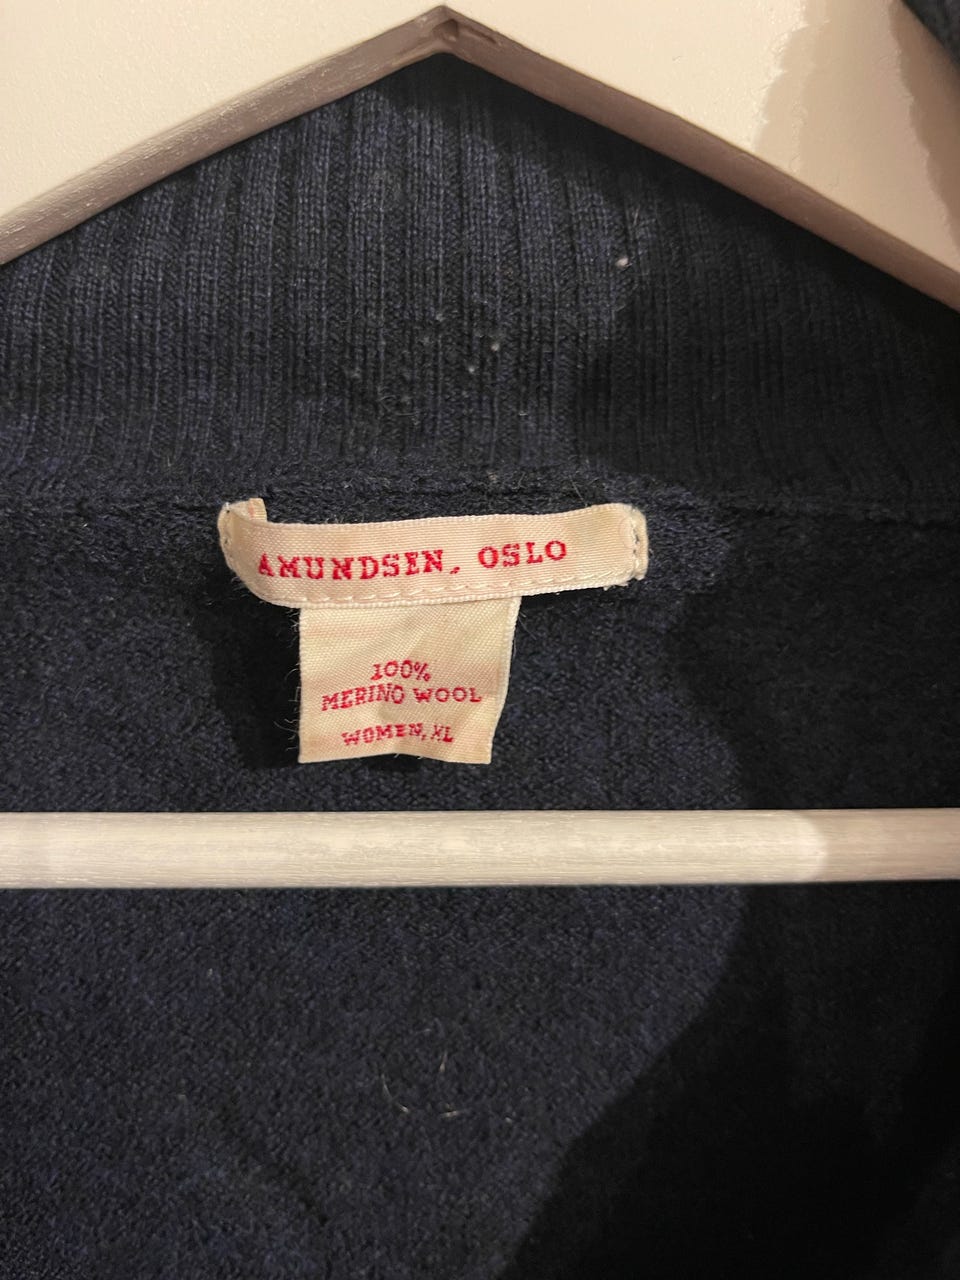 AMUNDSEN, OSLO
100%
MERINO WOOL
WOMEN, XL